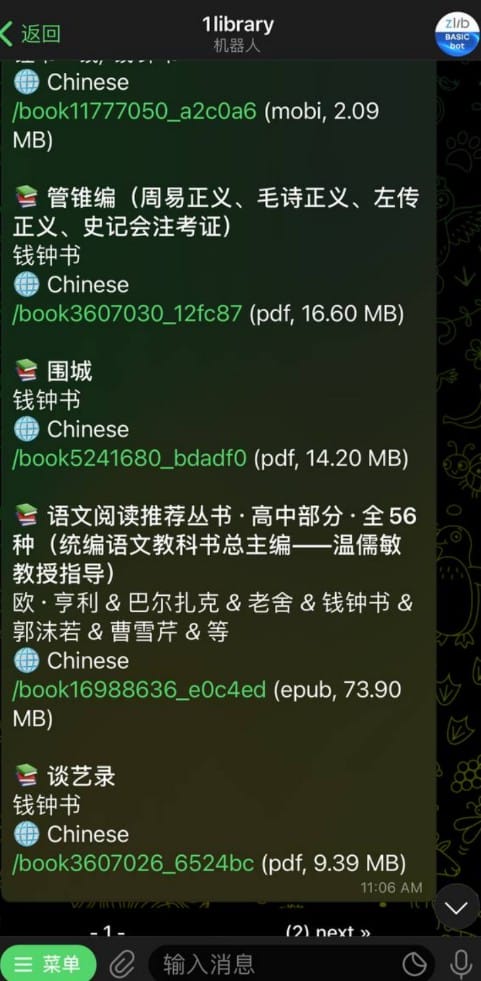 返回
1library
机器人
zlib
BASIC
bot
Chinese
/book11777050_a2c0a6 (mobi, 2.09
MB)
管锥编（周易正义、毛诗正义、左传
正义、史记会注考证）
钱钟书
Chinese
/book3607030_12fc87 (pdf, 16.60 MB)
围城
钱钟书
Chinese
/book5241680_bdadf0 (pdf, 14.20 MB)
语文阅读推荐丛书·高中部分·全56
种（统编语文教科书总主编——温儒敏
教授指导）
欧·亨利 & 巴尔扎克 & 老舍 & 钱钟书 &
郭沫若 & 曹雪芹 & 等
Chinese
/book16988636_e0c4ed (epub, 73.90
MB)
谈艺录
钱钟书
Chinese
/book3607026_6524bc (pdf, 9.39 MB)
11:06 AM
- 1 -
(2) next »
菜单
输入消息